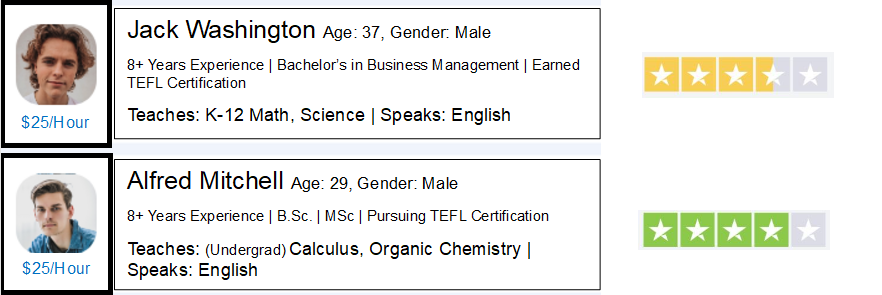 Jack Washington Age: 37, Gender: Male
8+ Years Experience | Bachelor’s in Business Management | Earned
TEFL Certification
Teaches: K-12 Math, Science | Speaks: English
$25/Hour
Alfred Mitchell Age: 29, Gender: Male
8+ Years Experience | B.Sc. | MSc | Pursuing TEFL Certification
Teaches: (Undergrad) Calculus, Organic Chemistry |
Speaks: English
$25/Hour